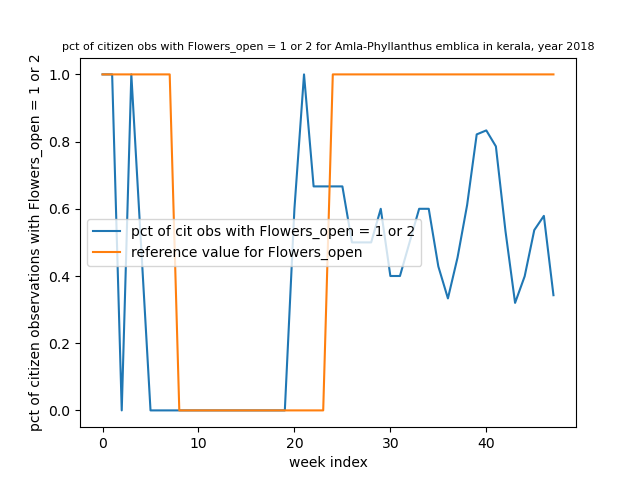 pct of citizen obs with Flowers_open = 1 or 2 for Amla-Phyllanthus emblica in kerala, year 2018
pct of citizen observations with Flowers_open = 1 or 2
1.0
0.8
0.6
0.4
0.2
0.0
pct of cit obs with Flowers_open = 1 or 2
reference value for Flowers_open
0
10
20
30
40
week index